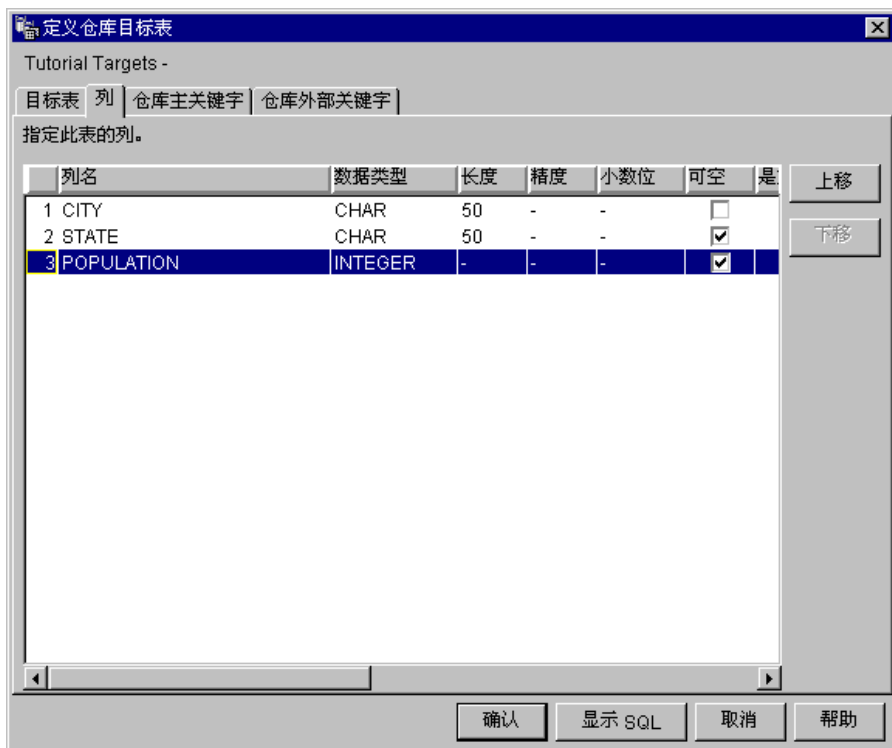 定义仓库目标表
Tutorial Targets -
目标表 列 仓库主关键字 仓库外部关键字
指定此表的列。
列名 数据类型 长度 精度 小数位 可空 是 上移
1 CITY CHAR 50 - -
2 STATE CHAR 50 - - 下移
3 POPULATION INTEGER - - -
确认 显示 SQL 取消 帮助